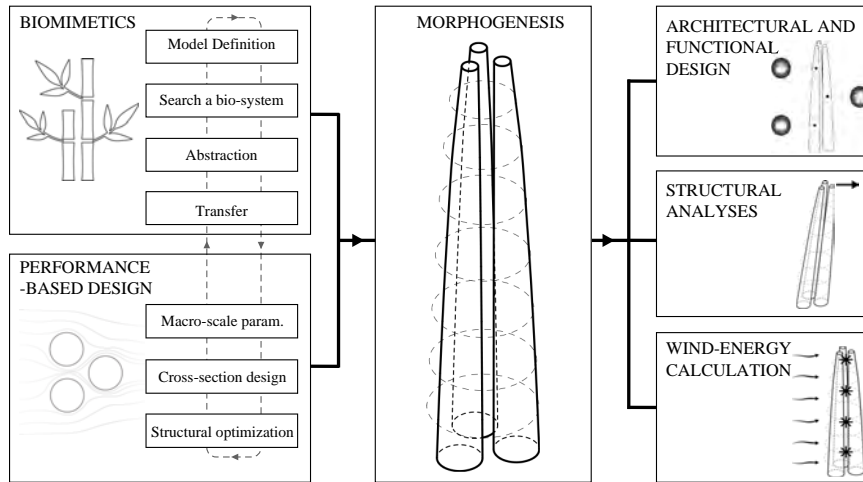 BIOMIMETICS
Model Definition
Search a bio-system
Abstraction
Transfer
PERFORMANCE
-BASED DESIGN
Macro-scale param.
Cross-section design
Structural optimization
MORPHOGENESIS
ARCHITECTURAL AND
FUNCTIONAL
DESIGN
STRUCTURAL
ANALYSES
WIND-ENERGY
CALCULATION